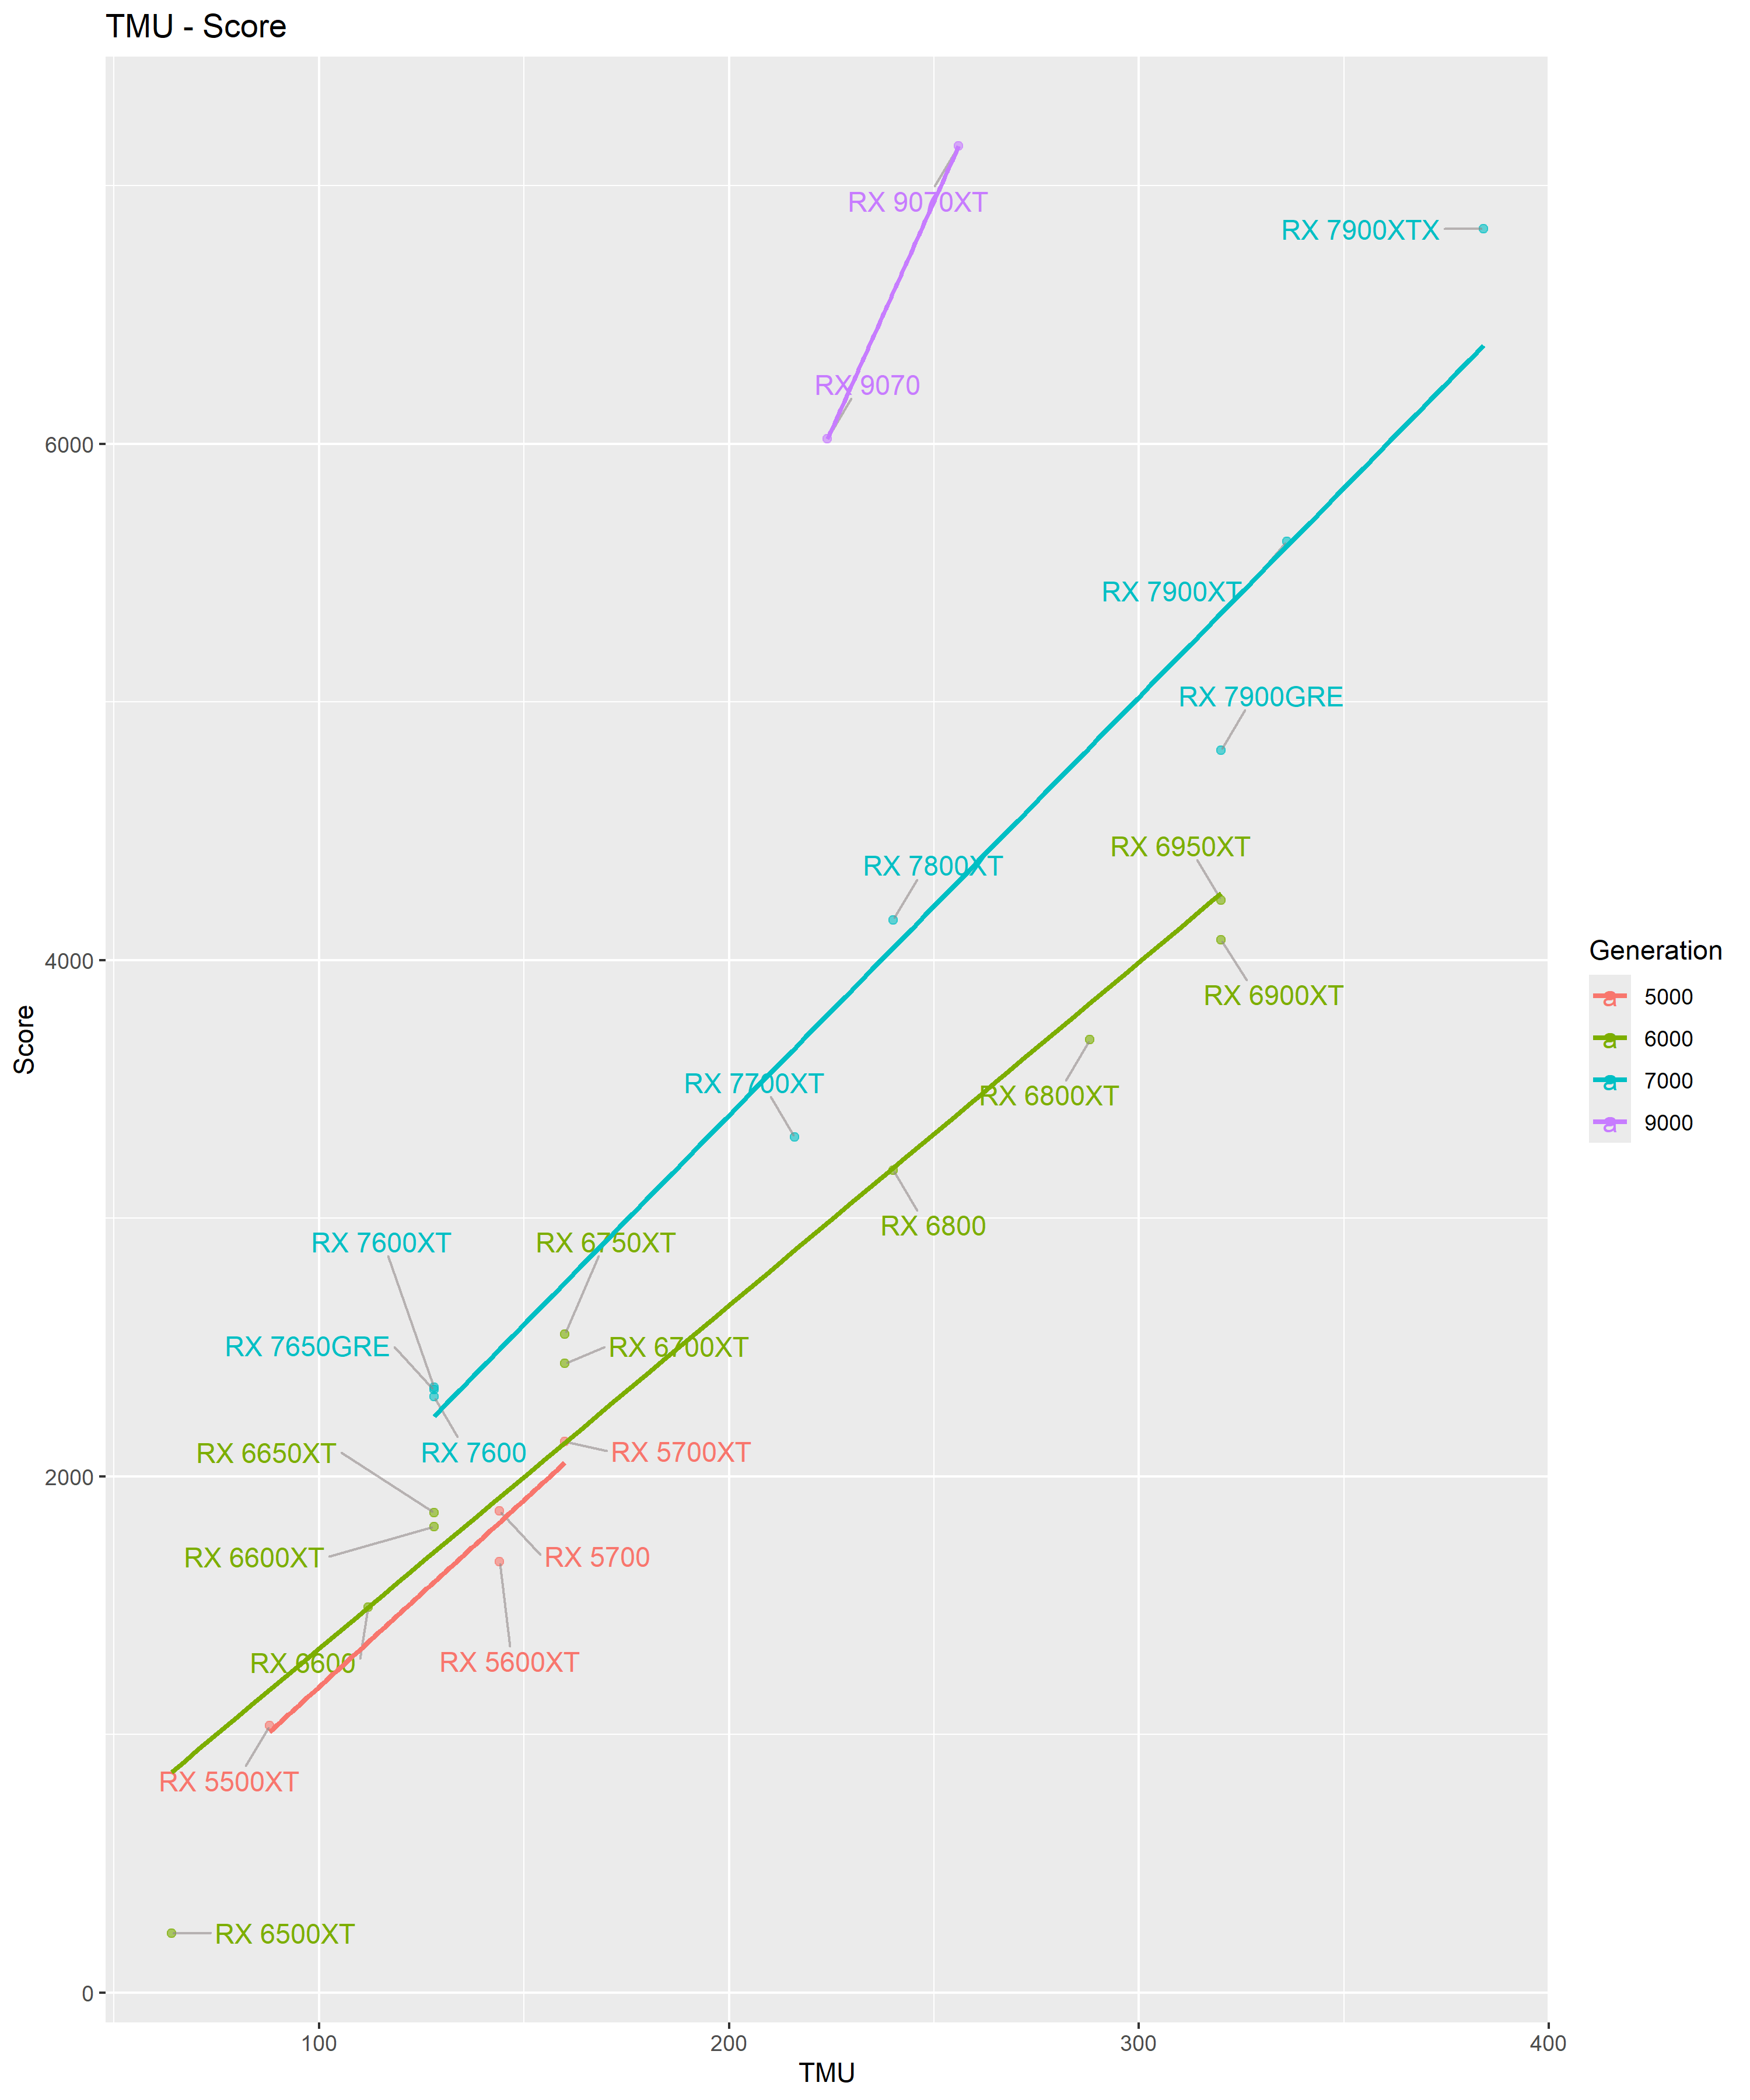 TMU - Score
RX 9070XT
RX 7900XTX
RX 9070
6000
RX 7900XT
RX 7900GRE
RX 6950XT
RX 7800XT
4000
RX 6900XT
RX 7700XT
RX 6800XT
RX 6800
RX 7600XT
RX 6750XT
RX 7650GRE
RX 6700XT
RX 6650XT
RX 7600
RX 5700XT
2000
RX 6600XT
RX 5700
RX 6600
RX 5600XT
RX 5500XT
RX 6500XT
0
100
200
300
400
TMU
Score
Generation
a 5000
a 6000
a 7000
a 9000